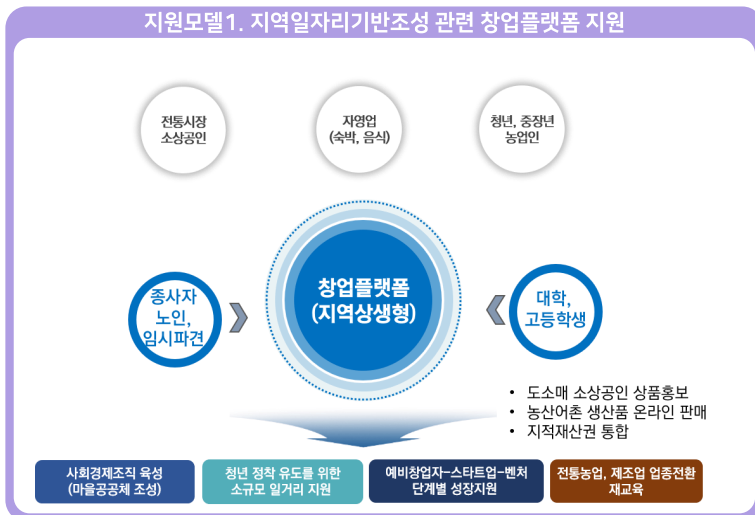 지원모델1. 지역일자리기반조성 관련 창업플랫폼 지원
전통시장
소상공인
자영업
(숙박, 음식)
청년, 중장년
농업인
종사자
노인,
임시파견
창업플랫폼
(지역상생형)
대학,
고등학생
• 도소매 소상공인 상품홍보
• 농산어촌 생산품 온라인 판매
• 지적재산권 통합
사회경제조직 육성
(마을공공체 조성)
청년 정착 유도를 위한
소규모 일거리 지원
예비창업자-스타트업-벤처
단계별 성장지원
전통농업, 제조업 업종전환
재교육